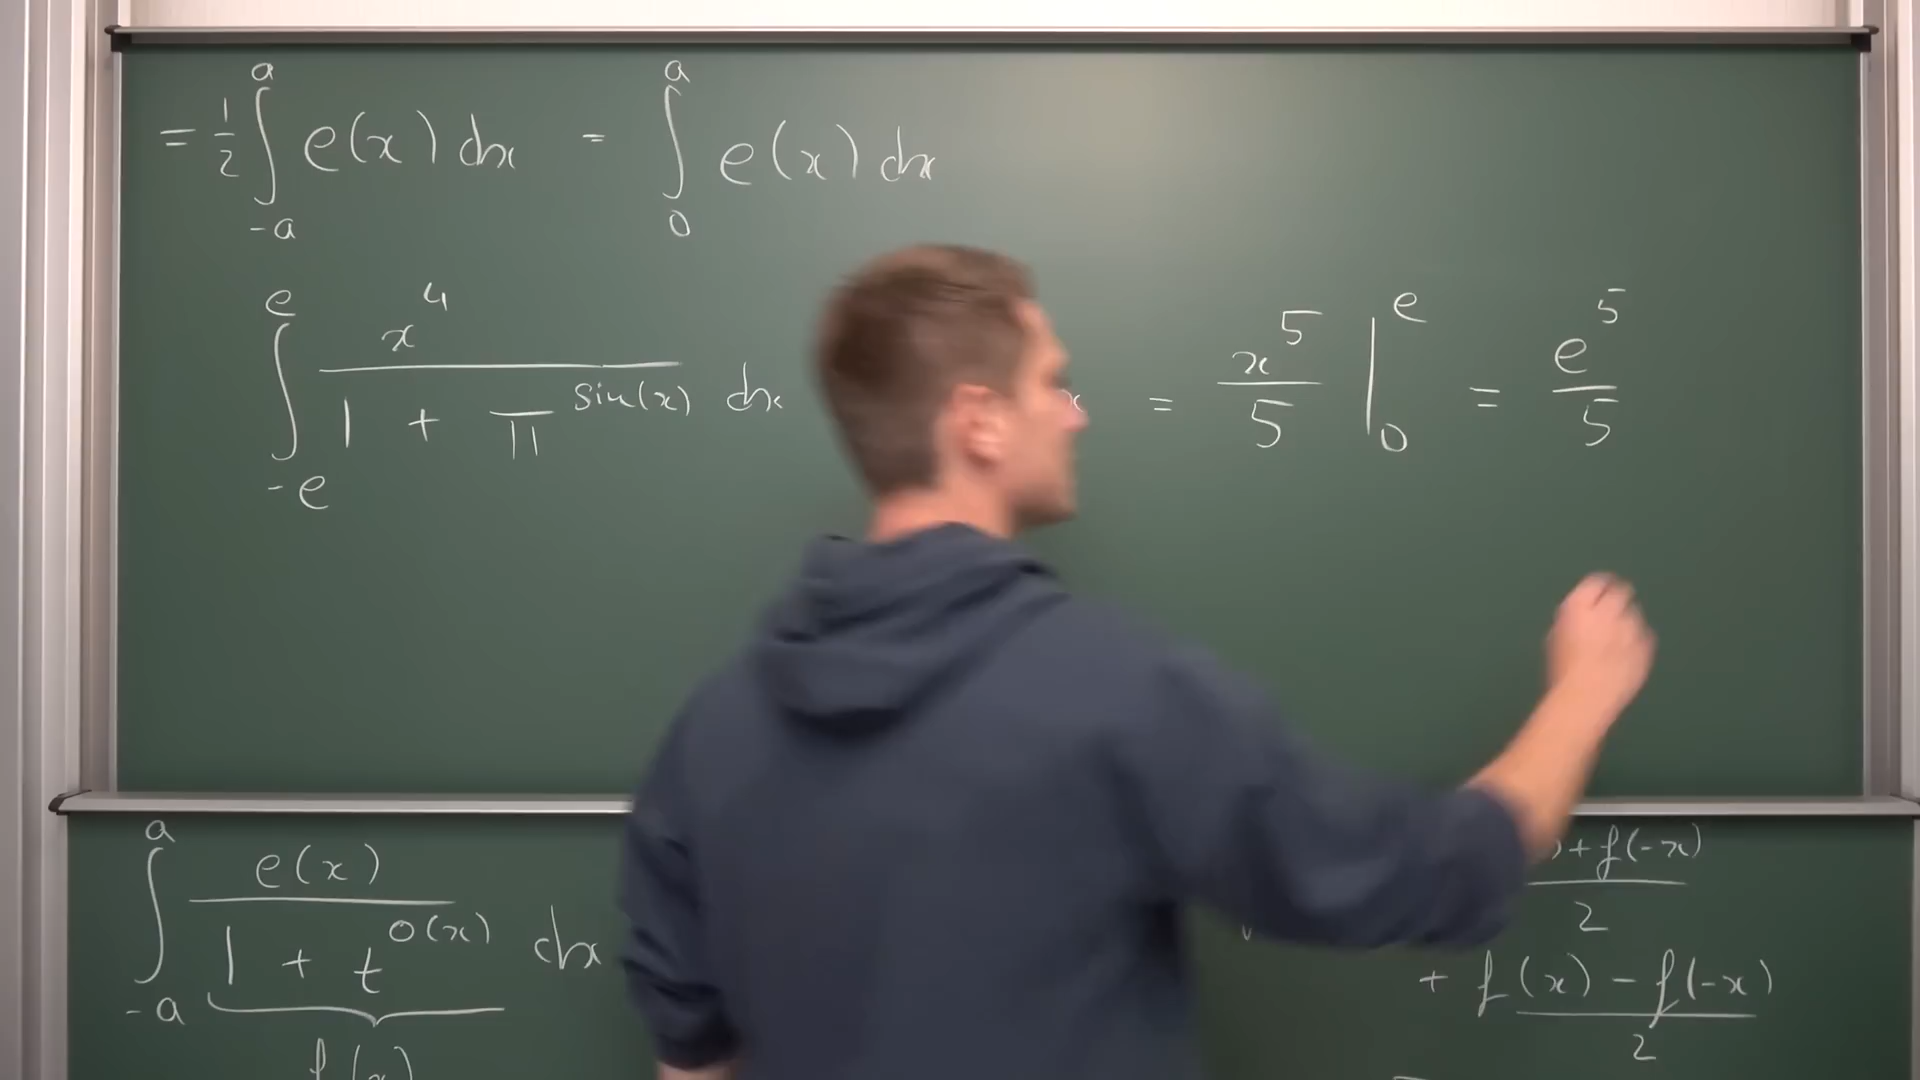 = 1/2 ∫_{-a}^{a} e(x) dx = ∫_{0}^{a} e(x) dx
∫_{-e}^{e} x^4 / (1 + π^{sin(x)}) dx x = x^5/5 |_0^e = e^5/5
∫_{-a}^{a} e(x) / (1 + t^{o(x)}) dx
) + f(-x) / 2
+ (f(x) - f(-x)) / 2
f(x)